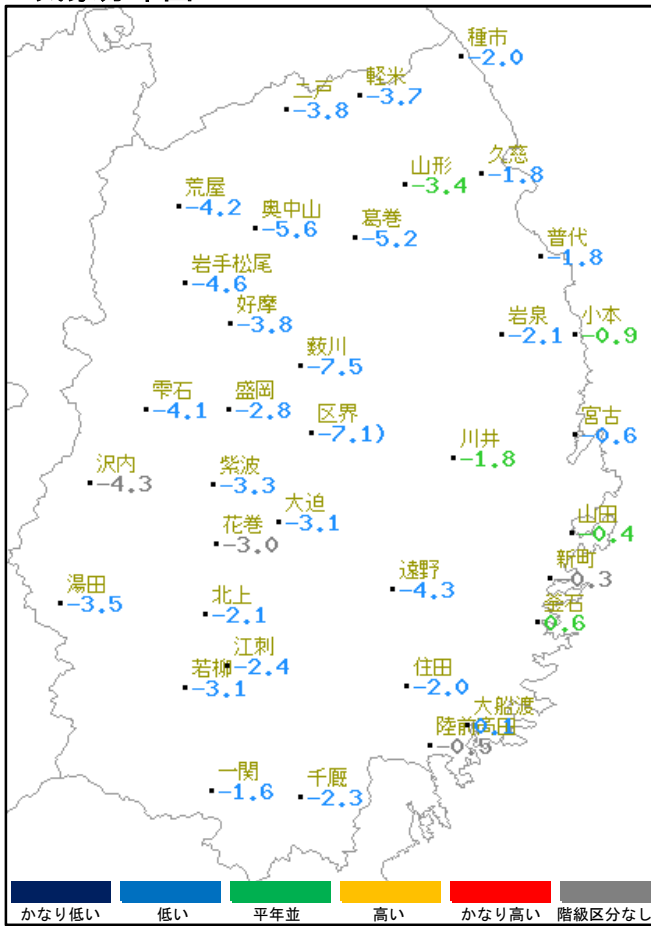 種市
-2.0
軽米
-3.7
二戸
-3.8
山形
-3.4
久慈
-1.8
荒屋
-4.2
奥中山
-5.6
葛巻
-5.2
普代
-1.8
岩手松尾
-4.6
好摩
-3.8
岩泉
-2.1
小本
-0.9
薮川
-7.5
雫石
-4.1
盛岡
-2.8
区界
-7.1)
宮古
-0.6
川井
-1.8
沢内
-4.3
紫波
-3.3
大迫
-3.1
山田
-0.4
花巻
-3.0
新町
-0.3
遠野
-4.3
湯田
-3.5
北上
-2.1
釜石
0.6
江刺
-2.4
若柳
-3.1
住田
-2.0
大船渡
0.1
陸前高田
-0.5
一関
-1.6
千厩
-2.3
かなり低い 低い 平年並 高い かなり高い 階級区分なし